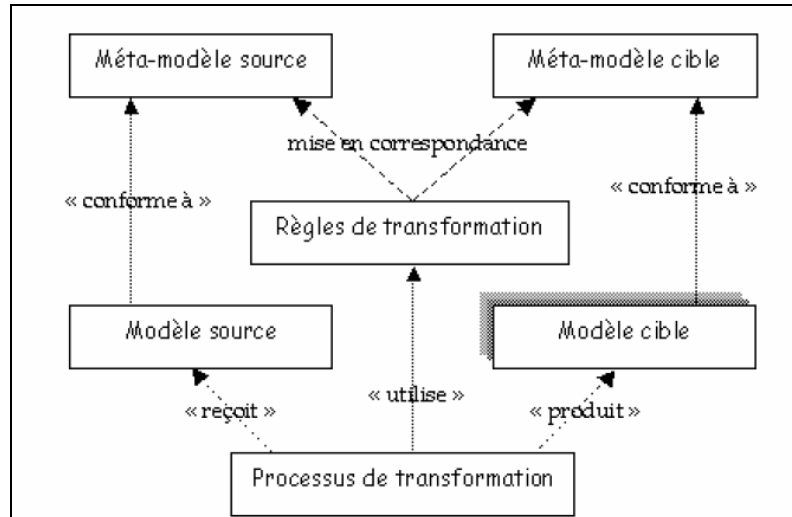 Méta-modèle source
Méta-modèle cible
mise en correspondance
« conforme à »
« conforme à »
Règles de transformation
Modèle source
Modèle cible
« reçoit »
« utilise »
« produit »
Processus de transformation